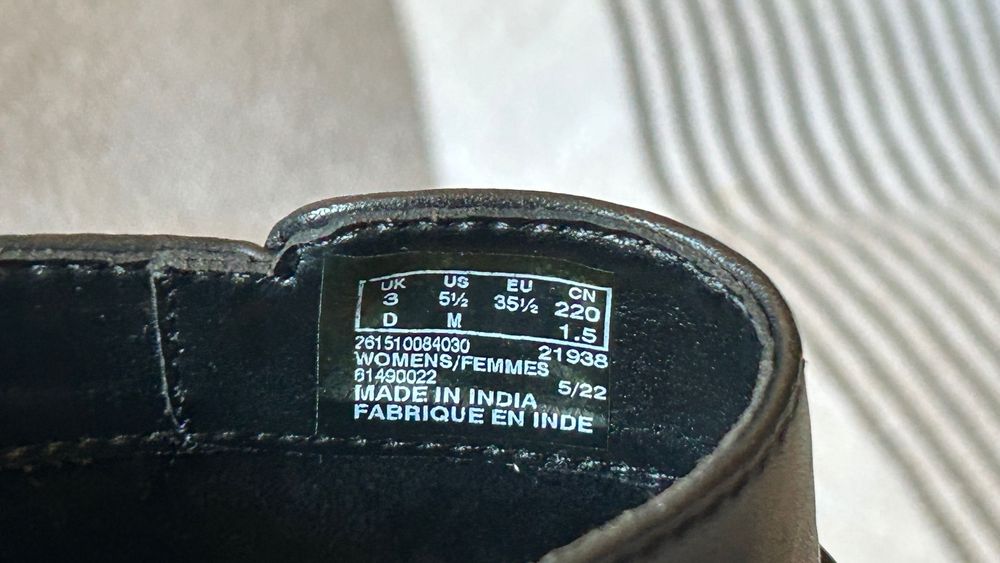 UK US EU CN
3 5½ 35½ 220
D M 1.5
261510084030 21938
WOMENS/FEMMES
61490022 5/22
MADE IN INDIA
FABRIQUE EN INDE